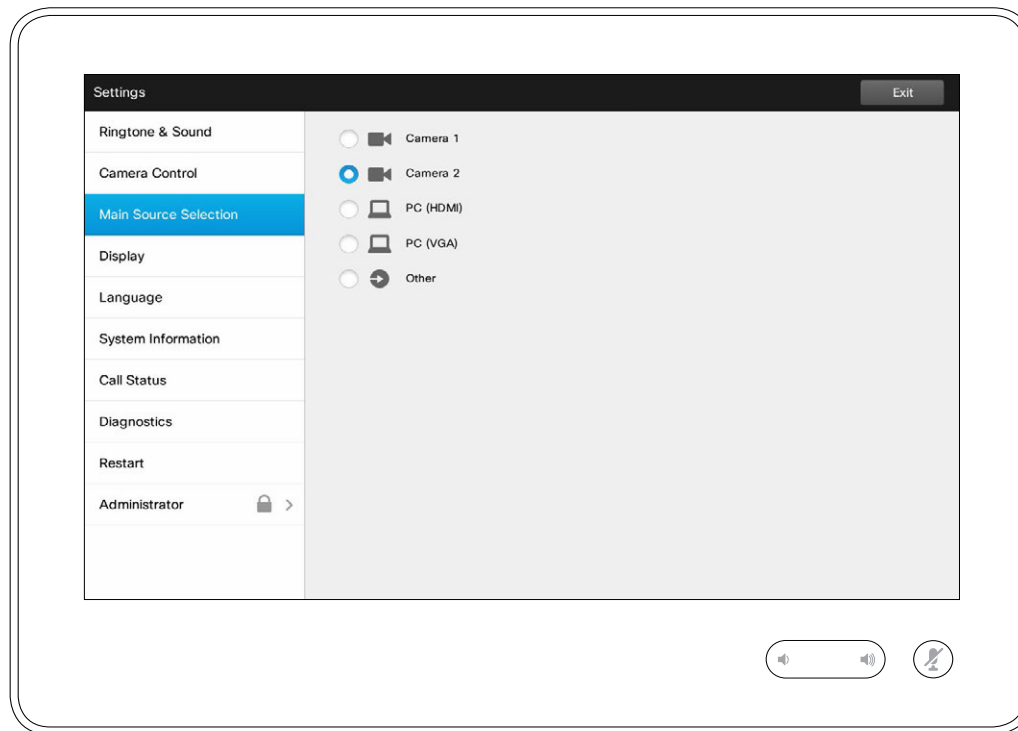 Settings
Exit
Ringtone & Sound
Camera Control
Main Source Selection
Display
Language
System Information
Call Status
Diagnostics
Restart
Administrator
Camera 1
Camera 2
PC (HDMI)
PC (VGA)
Other